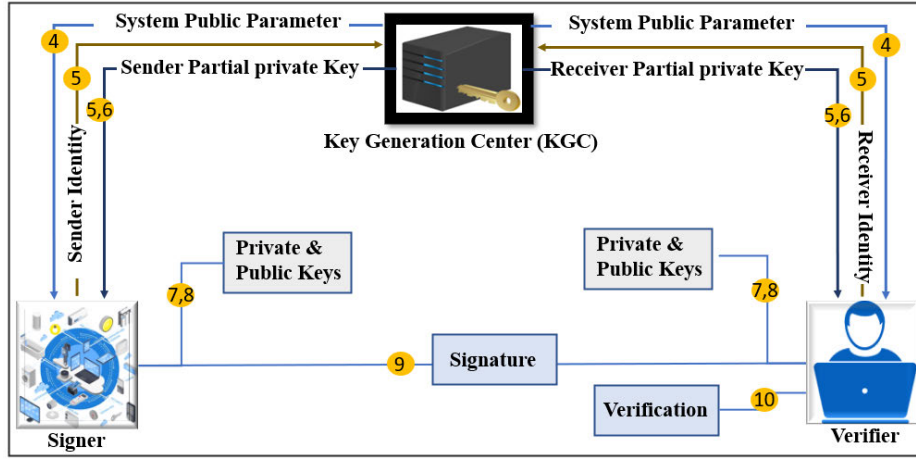 System Public Parameter
System Public Parameter
4
4
5
5
Sender Partial private Key
Receiver Partial private Key
5,6
5,6
Key Generation Center (KGC)
Sender Identity
Receiver Identity
Private &
Public Keys
Private &
Public Keys
7,8
7,8
9
Signature
Verification
10
Signer
Verifier